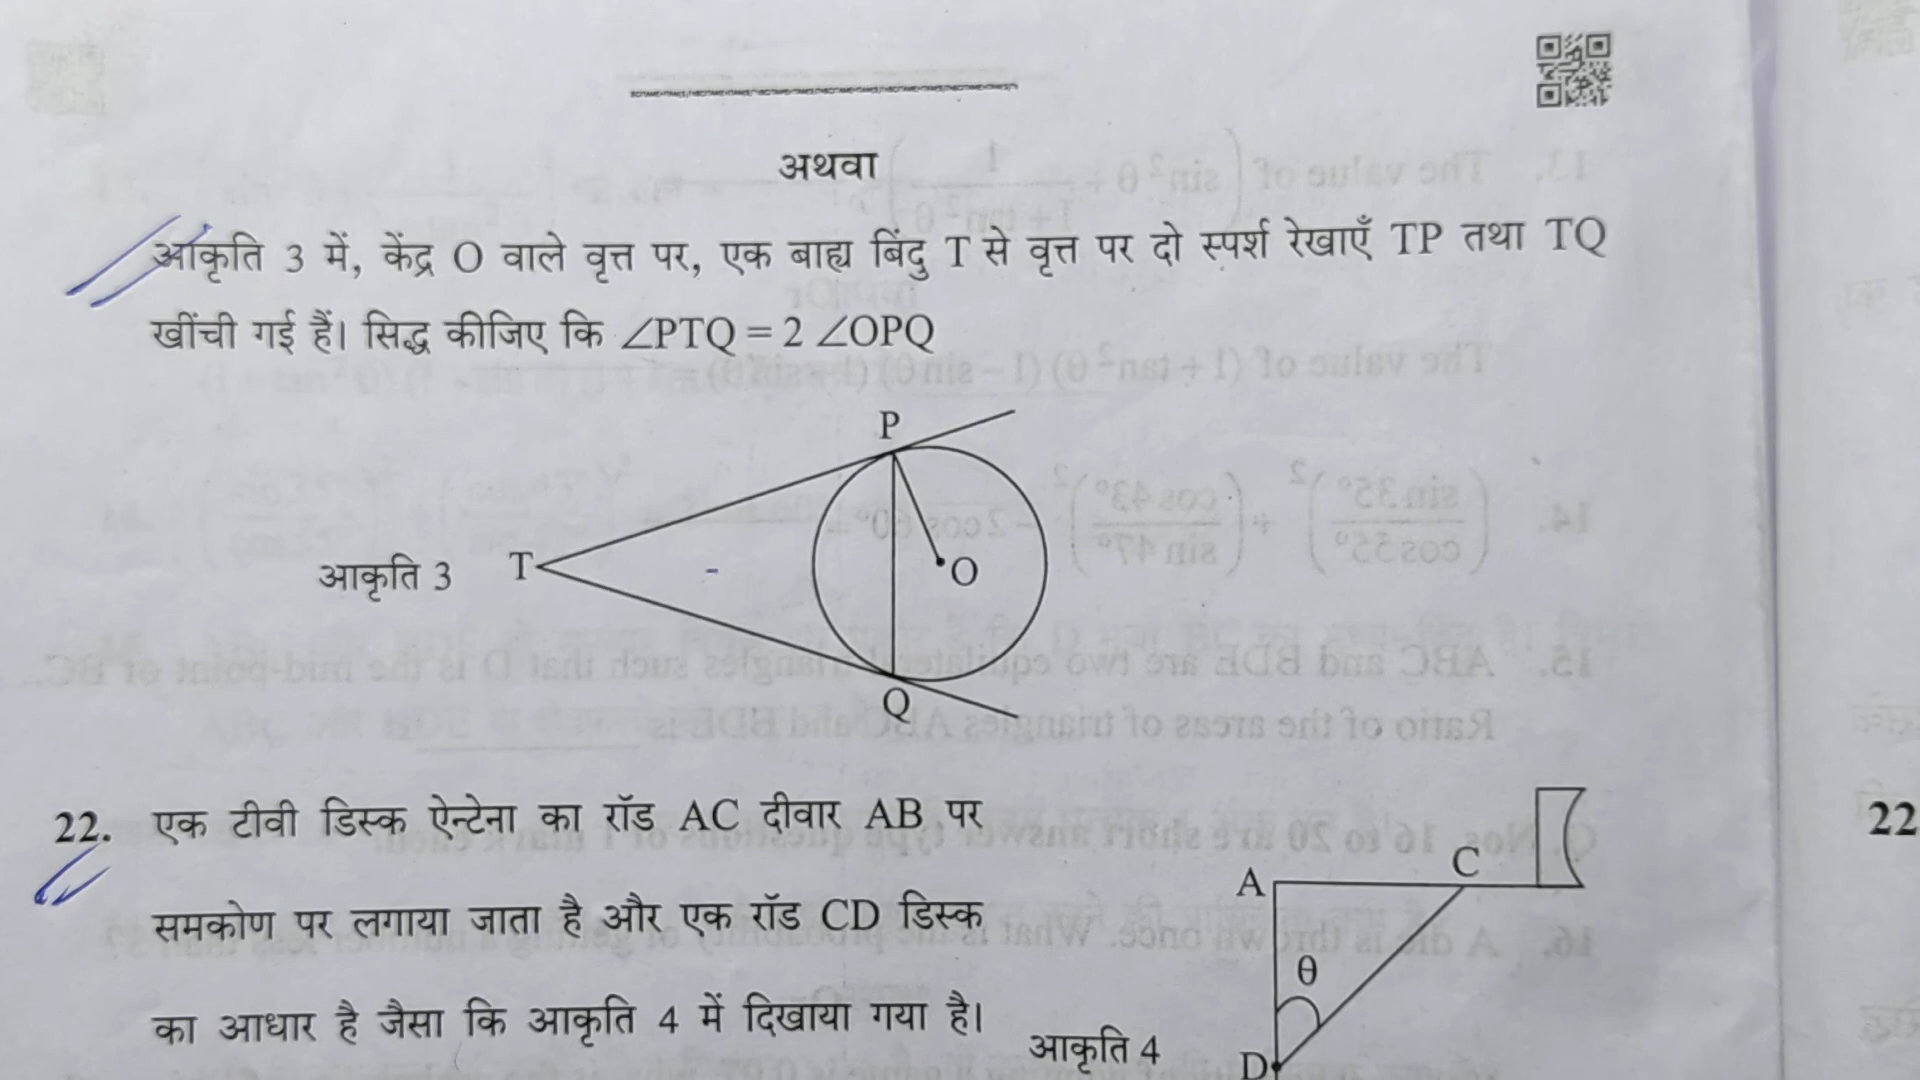 अथवा
आकृति 3 में, केंद्र O वाले वृत्त पर, एक बाह्य बिंदु T से वृत्त पर दो स्पर्श रेखाएँ TP तथा TQ
खींची गई हैं। सिद्ध कीजिए कि ∠PTQ = 2 ∠OPQ
P
आकृति 3
T
O
Q
22. एक टीवी डिस्क ऐन्टेना का रॉड AC दीवार AB पर
समकोण पर लगाया जाता है और एक रॉड CD डिस्क
का आधार है जैसा कि आकृति 4 में दिखाया गया है।
A
C
θ
आकृति 4
D
22